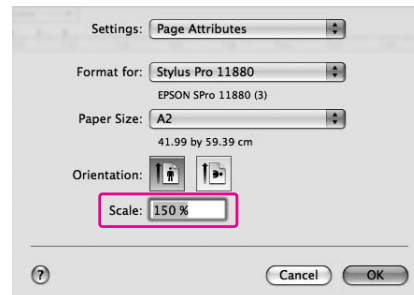 Settings: Page Attributes
Format for: Stylus Pro 11880
EPSON SPro 11880 (3)
Paper Size: A2
41.99 by 59.39 cm
Orientation:
Scale: 150 %
? Cancel OK